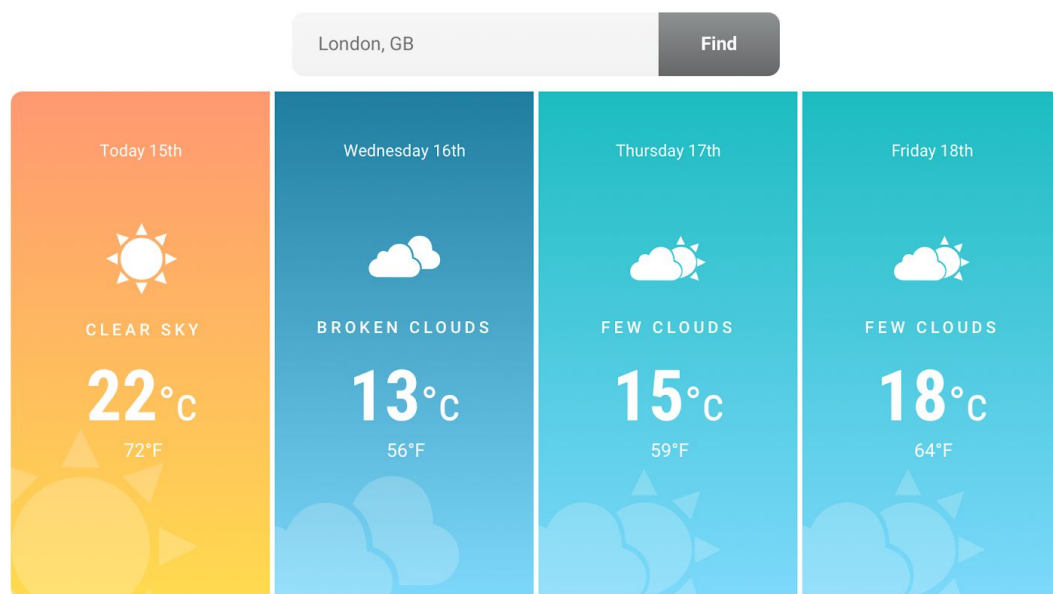 London, GB
Find
Today 15th
CLEAR SKY
22°C
72°F
Wednesday 16th
BROKEN CLOUDS
13°C
56°F
Thursday 17th
FEW CLOUDS
15°C
59°F
Friday 18th
FEW CLOUDS
18°C
64°F